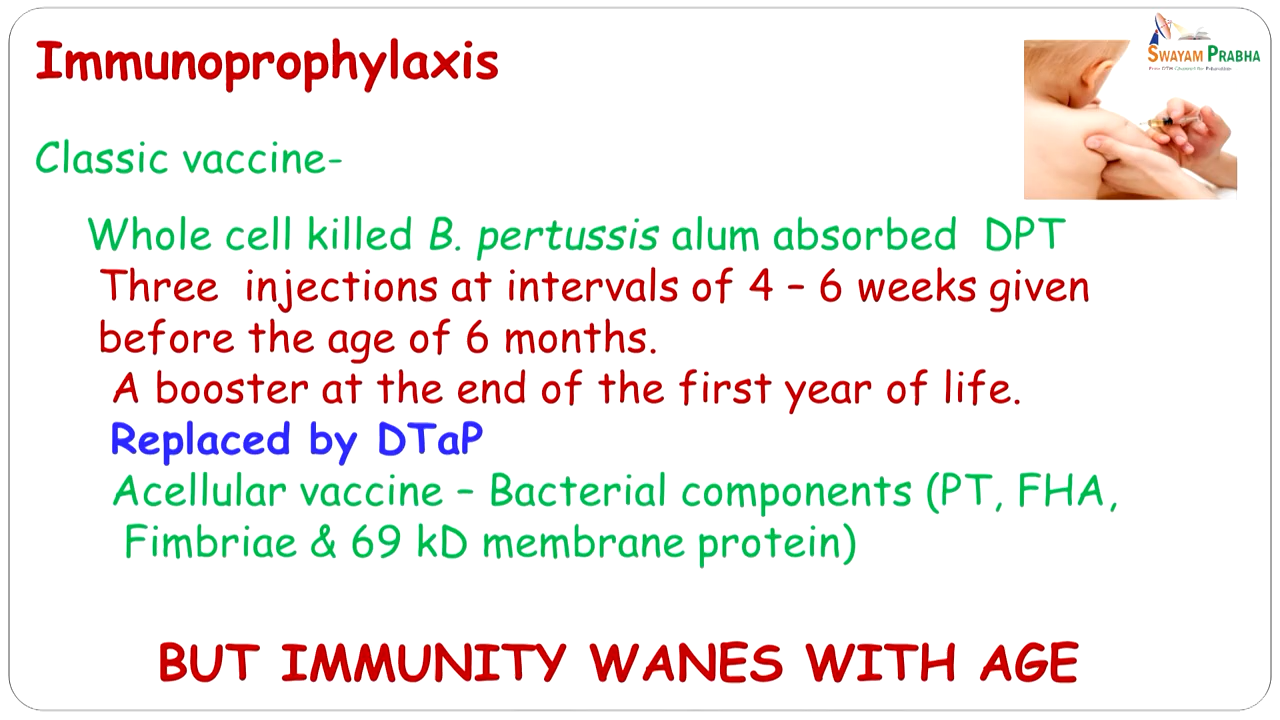 Immunoprophylaxis
SWAYAM PRABHA
Classic vaccine-
Whole cell killed B. pertussis alum absorbed DPT
Three injections at intervals of 4 – 6 weeks given
before the age of 6 months.
A booster at the end of the first year of life.
Replaced by DTaP
Acellular vaccine – Bacterial components (PT, FHA,
Fimbriae & 69 kD membrane protein)
BUT IMMUNITY WANES WITH AGE